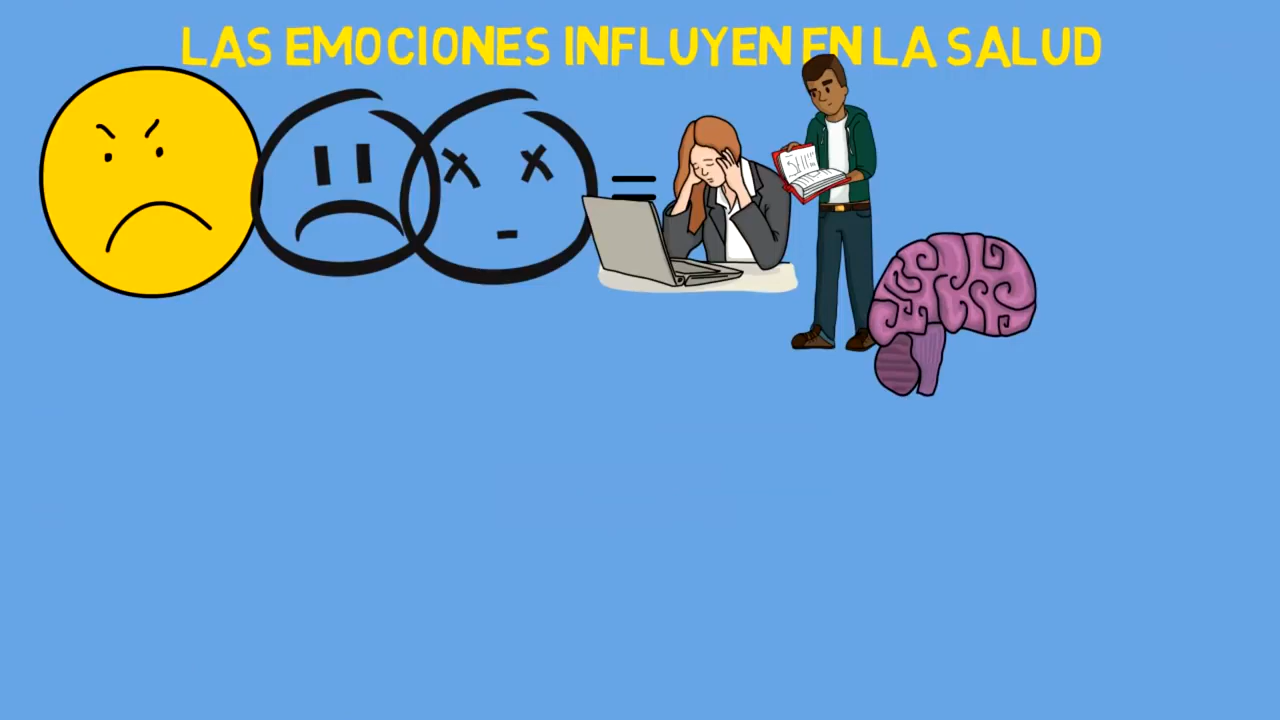 LAS EMOCIONES INFLUYEN EN LA SALUD
=